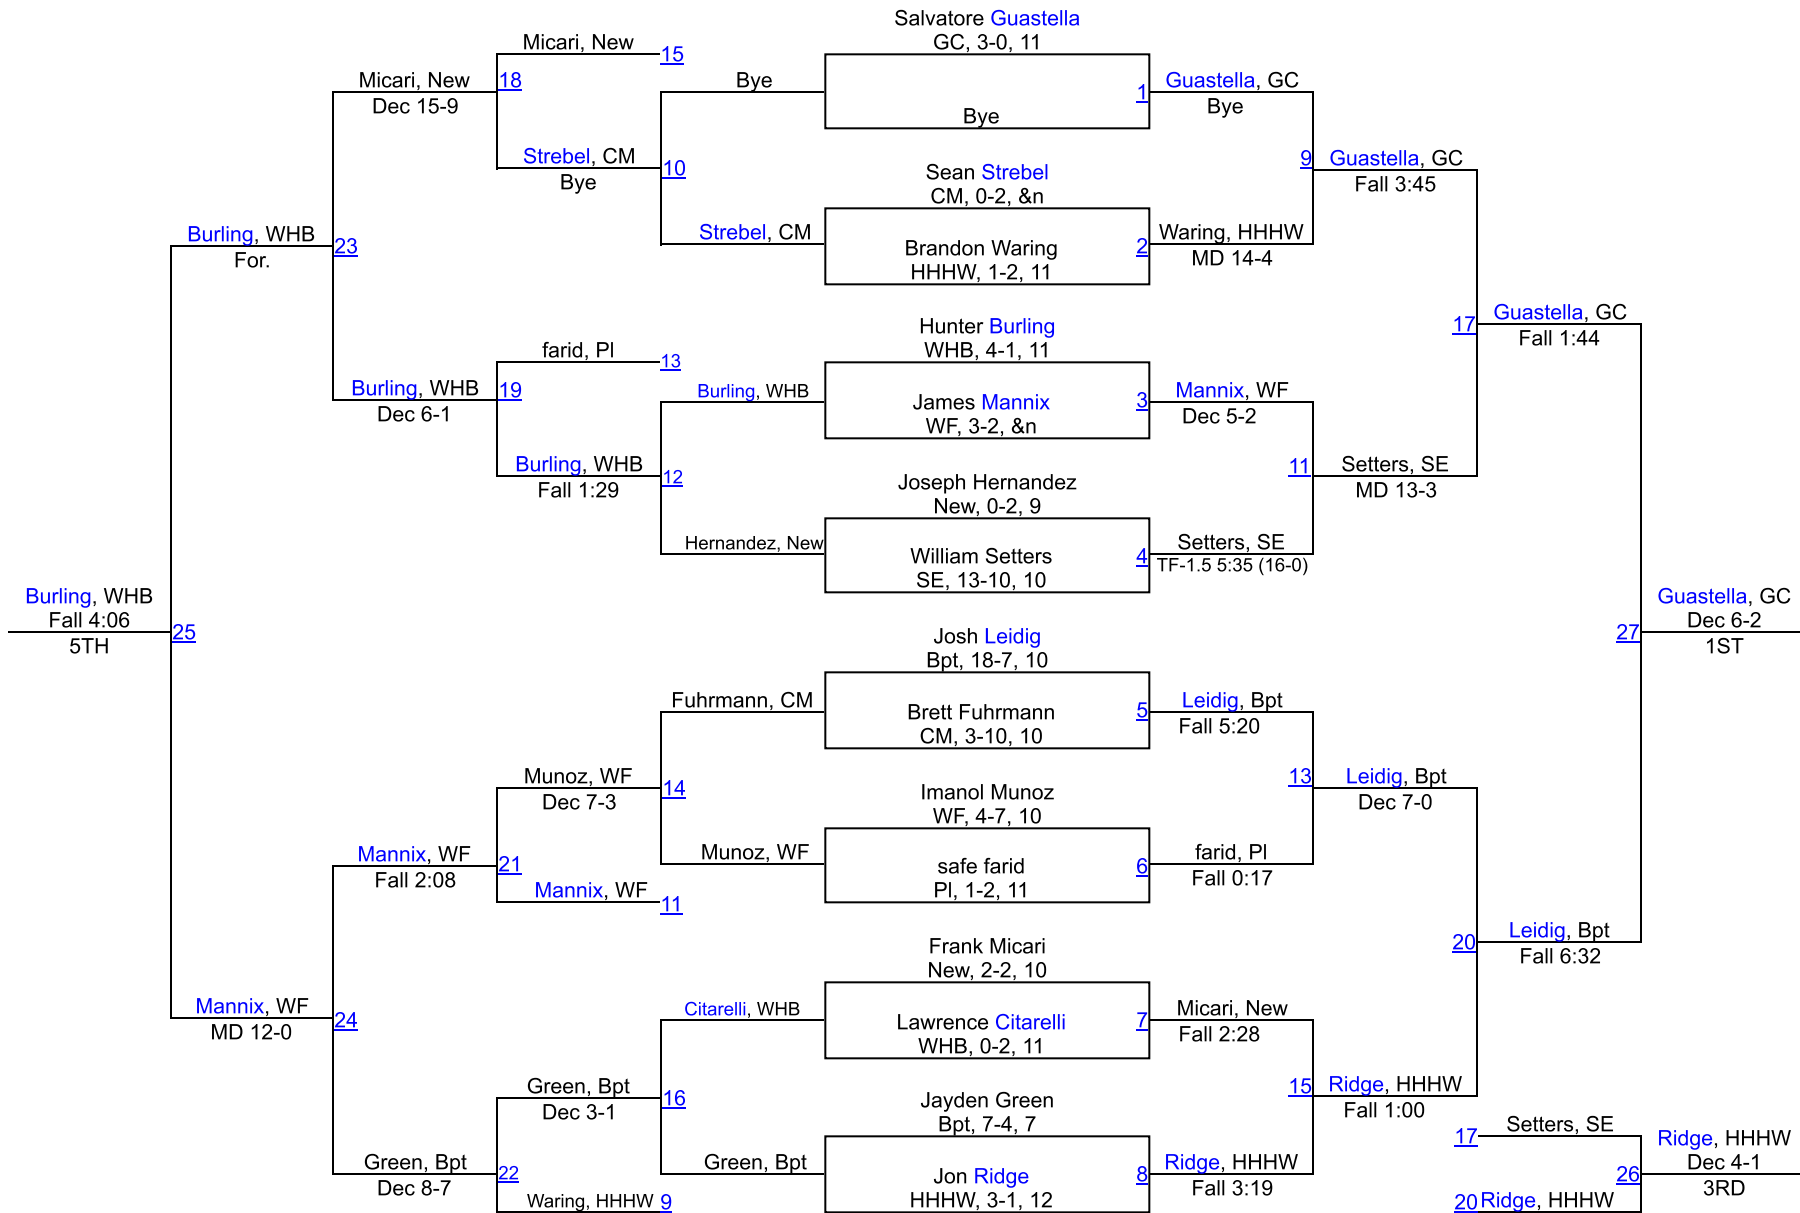 Salvatore Guastella
GC, 3-0, 11
Micari, New
15
Bye
Micari, New
18
Dec 15-9
1
Guastella, GC
Bye
Bye
Strebel, CM
10
Bye
Sean Strebel
CM, 0-2, &n
9
Guastella, GC
Fall 3:45
Burling, WHB
23
For.
Strebel, CM
Brandon Waring
HHHW, 1-2, 11
2
Waring, HHHW
MD 14-4
Hunter Burling
WHB, 4-1, 11
17
Guastella, GC
Fall 1:44
farid, Pl
13
Burling, WHB
19
Dec 6-1
Burling, WHB
James Mannix
WF, 3-2, &n
3
Mannix, WF
Dec 5-2
Burling, WHB
12
Fall 1:29
Joseph Hernandez
New, 0-2, 9
11
Setters, SE
MD 13-3
Hernandez, New
William Setters
SE, 13-10, 10
4
Setters, SE
TF-1.5 5:35 (16-0)
Burling, WHB
Fall 4:06
25
5TH
Guastella, GC
Dec 6-2
27
1ST
Josh Leidig
Bpt, 18-7, 10
Fuhrmann, CM
Brett Fuhrmann
CM, 3-10, 10
5
Leidig, Bpt
Fall 5:20
Munoz, WF
14
Dec 7-3
Imanol Munoz
WF, 4-7, 10
13
Leidig, Bpt
Dec 7-0
Mannix, WF
21
Fall 2:08
Munoz, WF
safe farid
Pl, 1-2, 11
6
farid, Pl
Fall 0:17
Mannix, WF
11
Frank Micari
New, 2-2, 10
20
Leidig, Bpt
Fall 6:32
Mannix, WF
24
MD 12-0
Citarelli, WHB
Lawrence Citarelli
WHB, 0-2, 11
7
Micari, New
Fall 2:28
Green, Bpt
16
Dec 3-1
Jayden Green
Bpt, 7-4, 7
15
Ridge, HHHW
Fall 1:00
Green, Bpt
22
Dec 8-7
Green, Bpt
Jon Ridge
HHHW, 3-1, 12
8
Ridge, HHHW
Fall 3:19
Waring, HHHW
9
17
Setters, SE
26
Ridge, HHHW
Dec 4-1
3RD
20
Ridge, HHHW